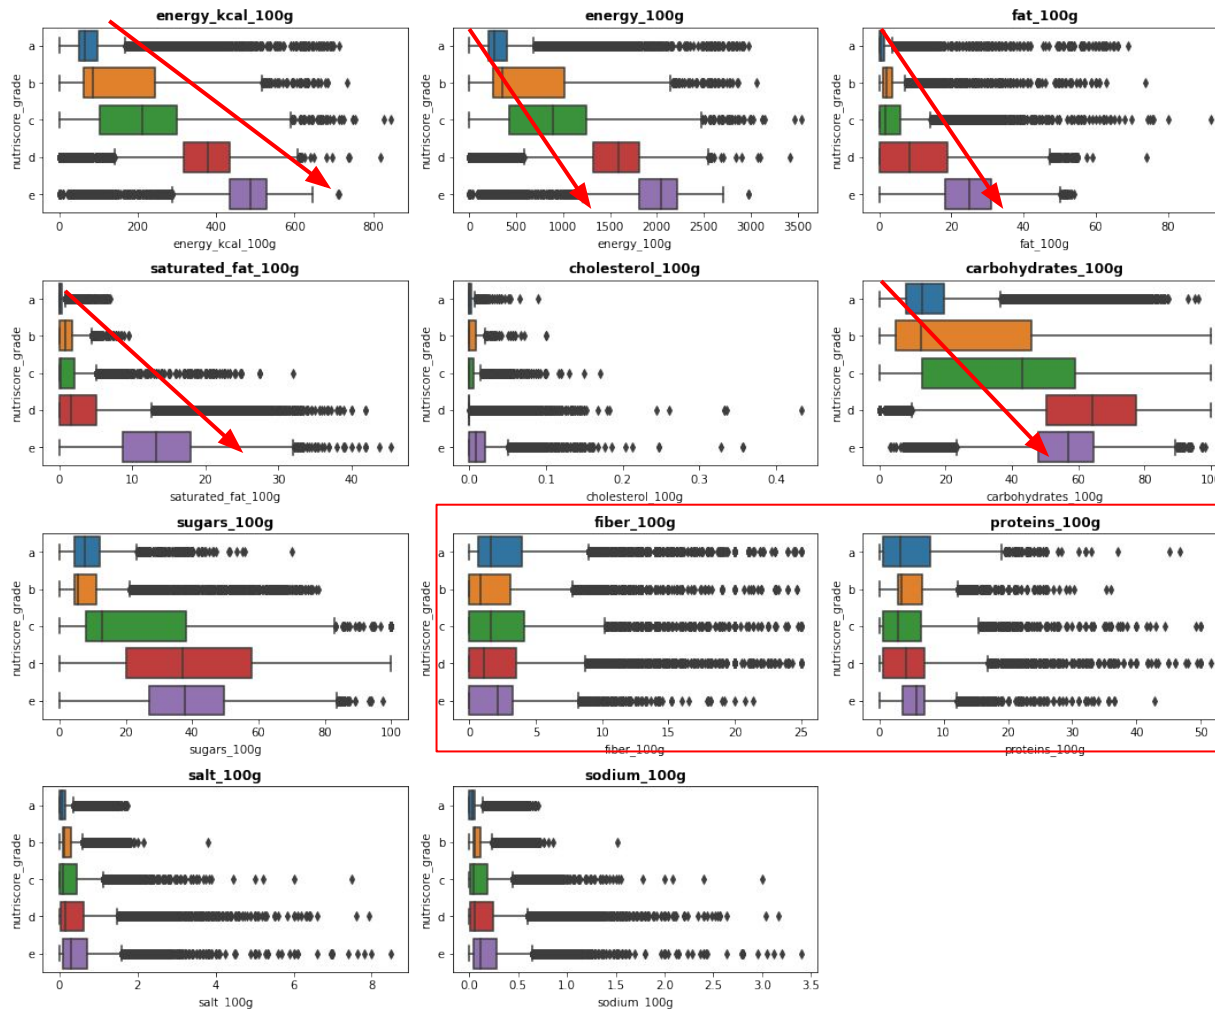 energy_kcal_100g
nutriscore_grade
a
b
c
d
e
0 200 400 600 800
energy_kcal_100g
energy_100g
nutriscore_grade
a
b
c
d
e
0 500 1000 1500 2000 2500 3000 3500
energy_100g
fat_100g
nutriscore_grade
a
b
c
d
e
0 20 40 60 80
fat_100g
saturated_fat_100g
nutriscore_grade
a
b
c
d
e
0 10 20 30 40
saturated_fat_100g
cholesterol_100g
nutriscore_grade
a
b
c
d
e
0.0 0.1 0.2 0.3 0.4
cholesterol_100g
carbohydrates_100g
nutriscore_grade
a
b
c
d
e
0 20 40 60 80 100
carbohydrates_100g
sugars_100g
nutriscore_grade
a
b
c
d
e
0 20 40 60 80 100
sugars_100g
fiber_100g
nutriscore_grade
a
b
c
d
e
0 5 10 15 20 25
fiber_100g
proteins_100g
nutriscore_grade
a
b
c
d
e
0 10 20 30 40 50
proteins_100g
salt_100g
nutriscore_grade
a
b
c
d
e
0 2 4 6 8
salt_100g
sodium_100g
nutriscore_grade
a
b
c
d
e
0.0 0.5 1.0 1.5 2.0 2.5 3.0 3.5
sodium_100g